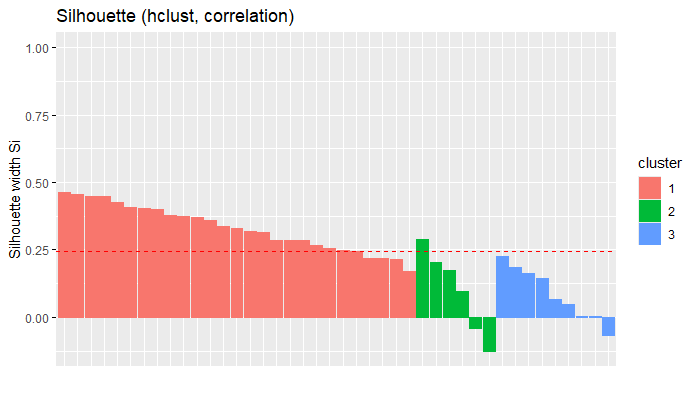 Silhouette (hclust, correlation)
Silhouette width Si
1.00
0.75
0.50
0.25
0.00
cluster
1
2
3